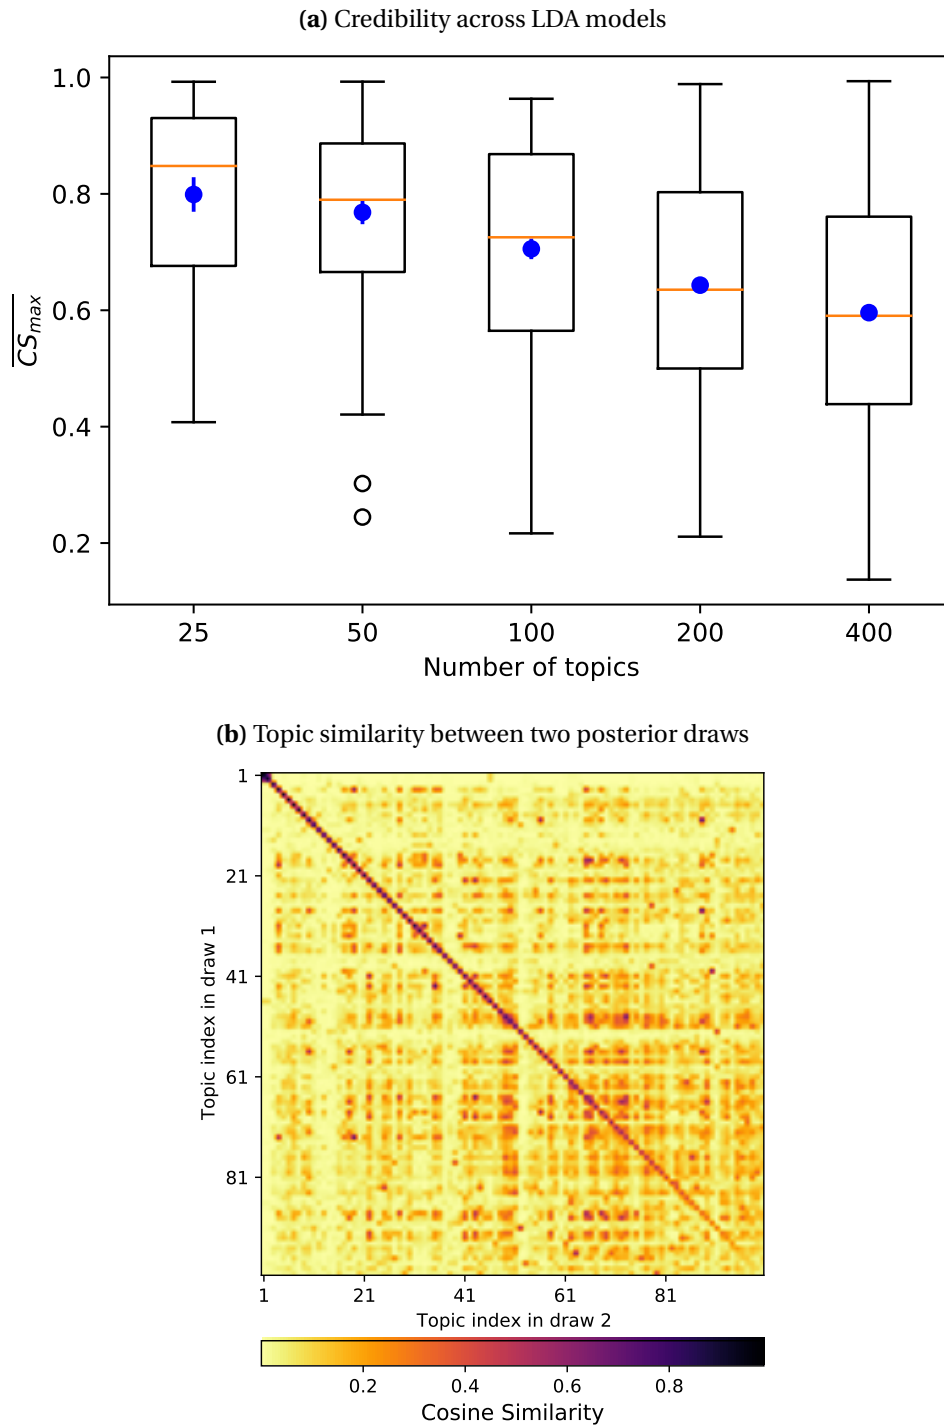 (a) Credibility across LDA models
1.0
0.8
0.6
0.4
0.2
CS_max
25 50 100 200 400
Number of topics
(b) Topic similarity between two posterior draws
1
21
41
61
81
Topic index in draw 1
1 21 41 61 81
Topic index in draw 2
0.2 0.4 0.6 0.8
Cosine Similarity